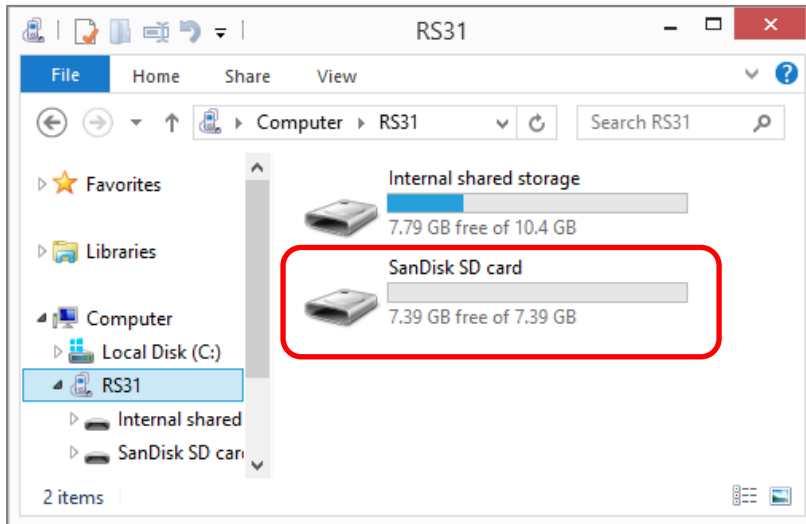 RS31
File Home Share View
Computer RS31 Search RS31
Favorites
Libraries
Computer
Local Disk (C:)
RS31
Internal shared
SanDisk SD car
Internal shared storage
7.79 GB free of 10.4 GB
SanDisk SD card
7.39 GB free of 7.39 GB
2 items